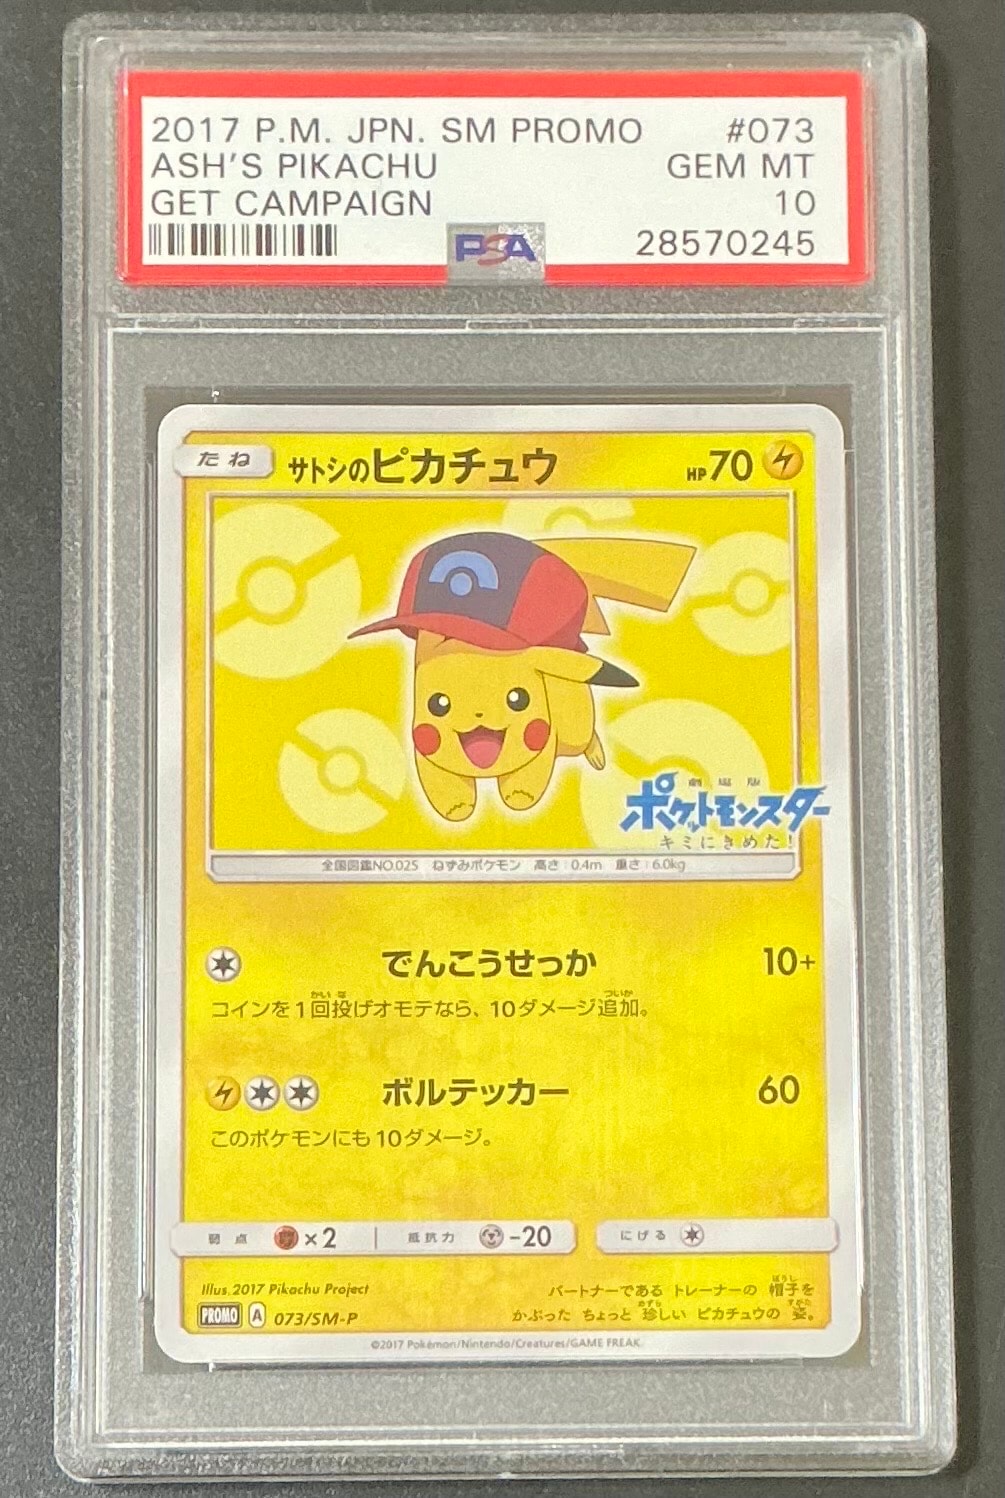 2017 P.M. JPN. SM PROMO #073
ASH'S PIKACHU GEM MT
GET CAMPAIGN 10
PSA 28570245
たね サトシのピカチュウ HP 70
劇場版
ポケットモンスター
キミにきめた!
全国図鑑NO.025 ねずみポケモン 高さ:0.4m 重さ:6.0kg
でんこうせっか 10+
コインを1回投げオモテなら、10ダメージ追加。
ボルテッカー 60
このポケモンにも10ダメージ。
弱点 ×2 抵抗力 -20 にげる
Illus. 2017 Pikachu Project
パートナーである トレーナーの 帽子を
かぶった ちょっと 珍しい ピカチュウの 姿。
PROMO A 073/SM-P
©2017 Pokémon/Nintendo/Creatures/GAME FREAK.